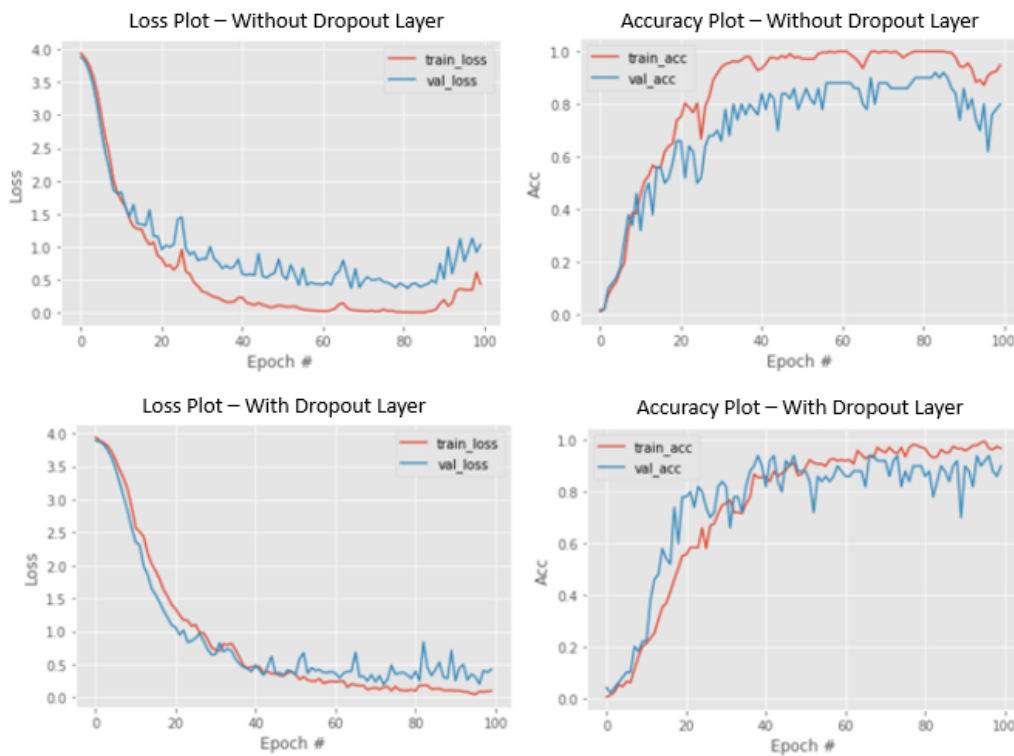 Loss Plot – Without Dropout Layer
4.0
3.5
3.0
2.5
2.0
1.5
1.0
0.5
0.0
Loss
train_loss
val_loss
0
20
40
60
80
100
Epoch #
Accuracy Plot – Without Dropout Layer
1.0
0.8
0.6
0.4
0.2
0.0
Acc
train_acc
val_acc
0
20
40
60
80
100
Epoch #
Loss Plot – With Dropout Layer
4.0
3.5
3.0
2.5
2.0
1.5
1.0
0.5
0.0
Loss
train_loss
val_loss
0
20
40
60
80
100
Epoch #
Accuracy Plot – With Dropout Layer
1.0
0.8
0.6
0.4
0.2
0.0
Acc
train_acc
val_acc
0
20
40
60
80
100
Epoch #